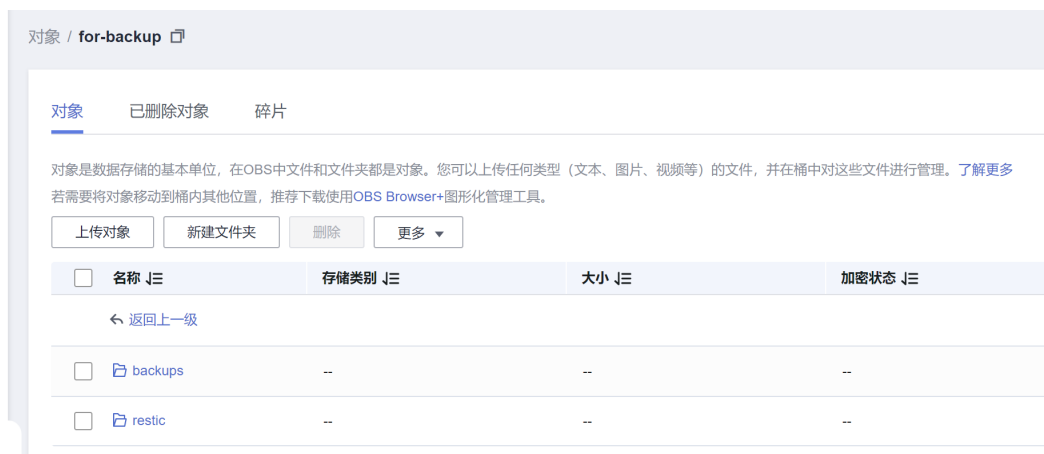 对象 / for-backup
对象 已删除对象 碎片
对象是数据存储的基本单位，在OBS中文件和文件夹都是对象。您可以上传任何类型（文本、图片、视频等）的文件，并在桶中对这些文件进行管理。了解更多
若需要将对象移动到桶内其他位置，推荐下载使用OBS Browser+图形化管理工具。
上传对象 新建文件夹 删除 更多
名称 存储类别 大小 加密状态
返回上一级
backups -- -- --
restic -- -- --